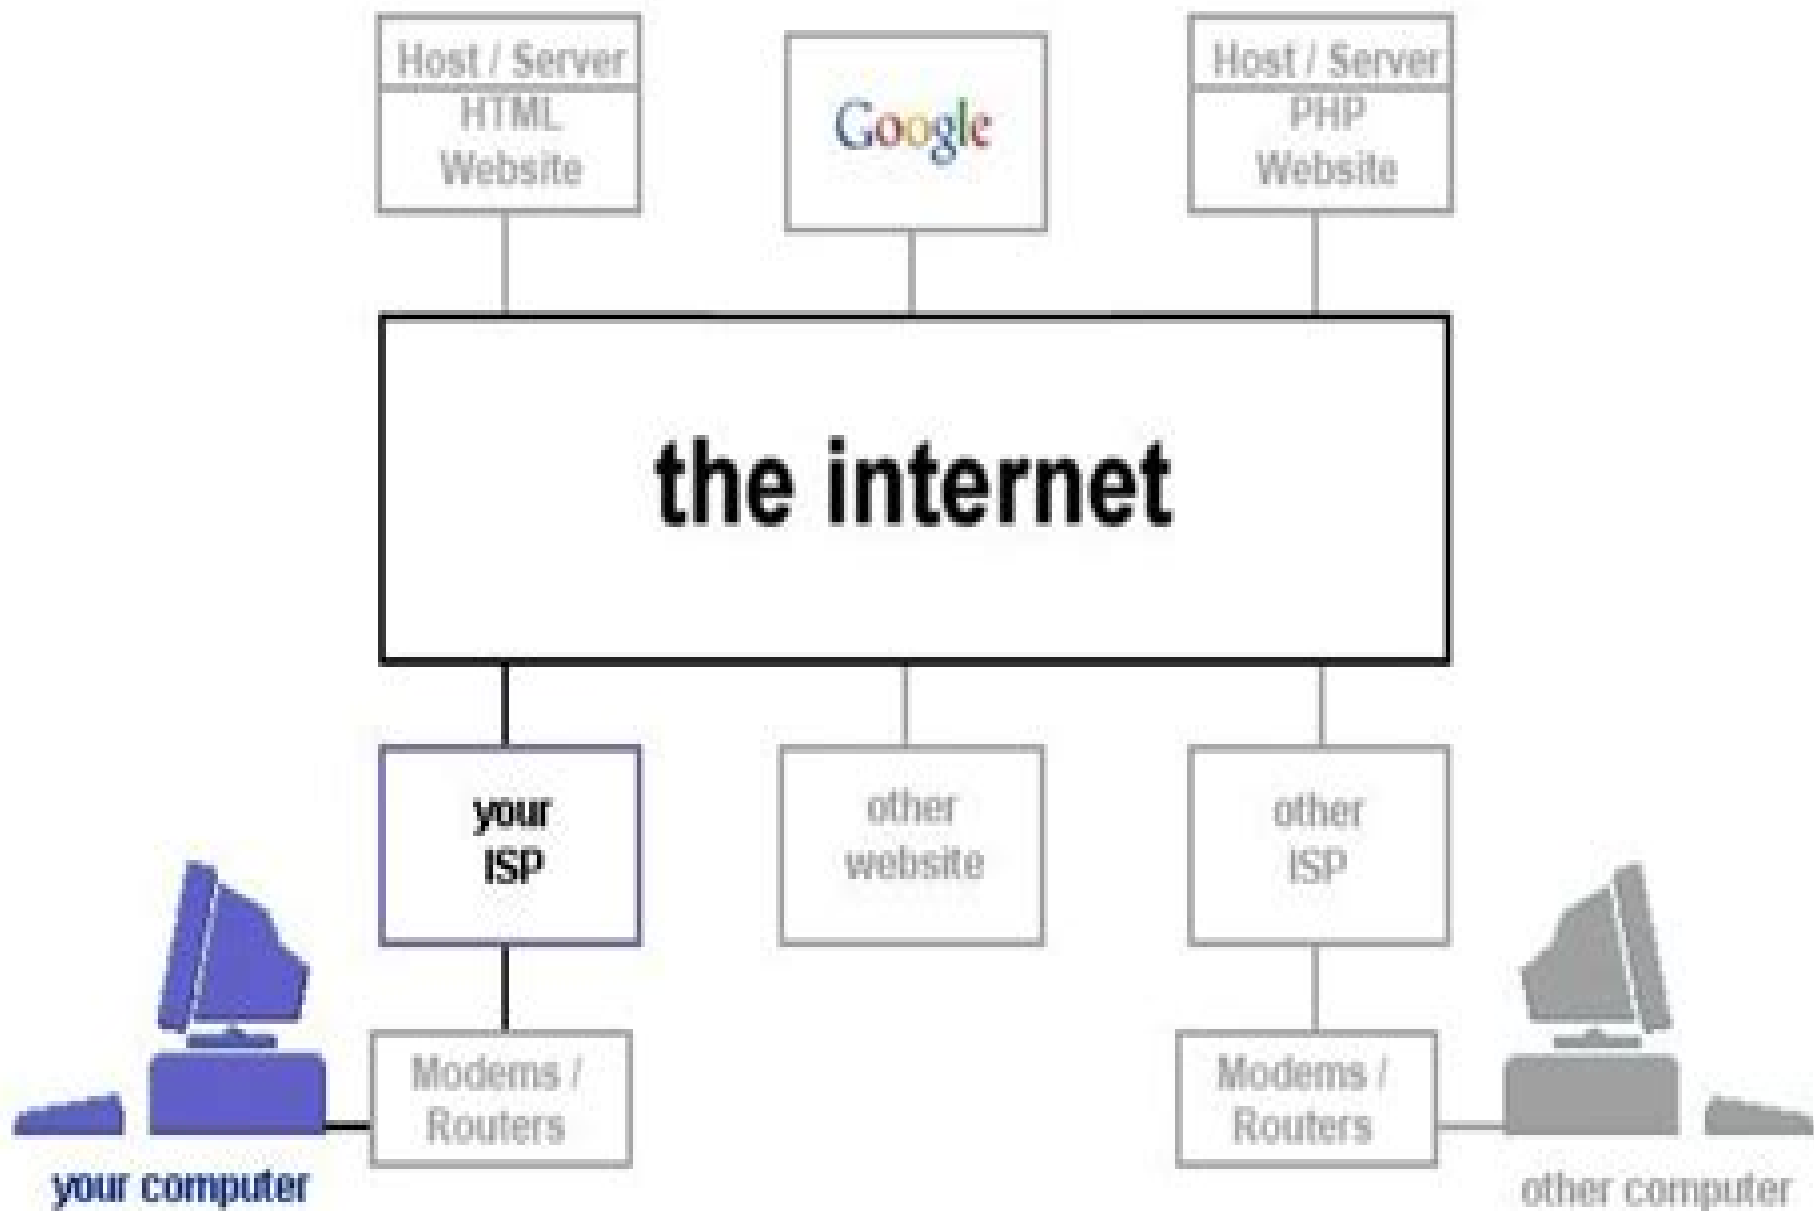 Host / Server
HTML
Website
Google
Host / Server
PHP
Website
the internet
your
ISP
other
website
other
ISP
Modems /
Routers
Modems /
Routers
your computer
other computer